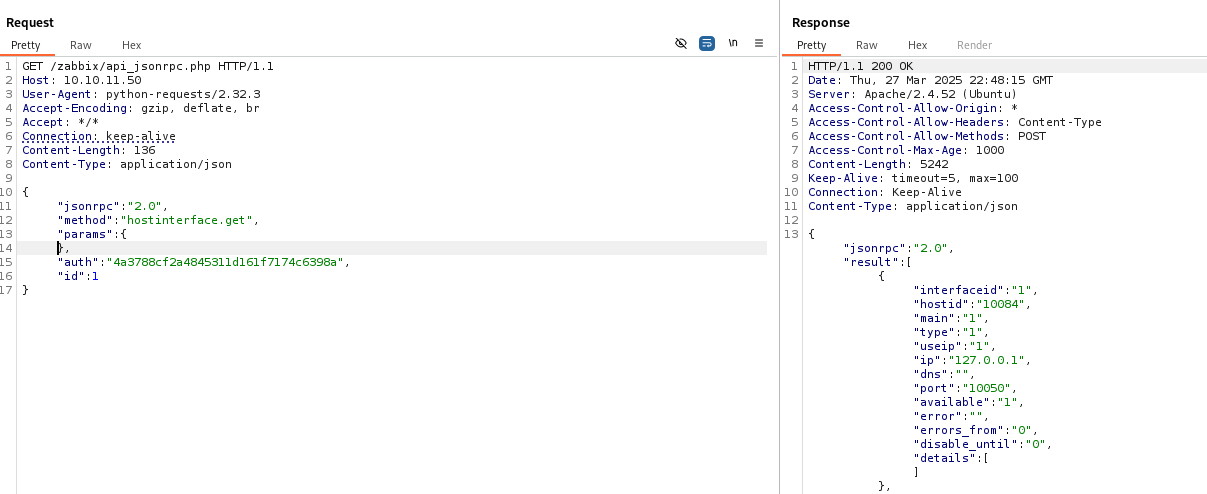 Request
Pretty Raw Hex
\n
1 GET /zabbix/api_jsonrpc.php HTTP/1.1
2 Host: 10.10.11.50
3 User-Agent: python-requests/2.32.3
4 Accept-Encoding: gzip, deflate, br
5 Accept: */*
6 Connection: keep-alive
7 Content-Length: 136
8 Content-Type: application/json
9
10 {
11 "jsonrpc":"2.0",
12 "method":"hostinterface.get",
13 "params":{
14 },
15 "auth":"4a3788cf2a4845311d161f7174c6398a",
16 "id":1
17 }
Response
Pretty Raw Hex Render
1 HTTP/1.1 200 OK
2 Date: Thu, 27 Mar 2025 22:48:15 GMT
3 Server: Apache/2.4.52 (Ubuntu)
4 Access-Control-Allow-Origin: *
5 Access-Control-Allow-Headers: Content-Type
6 Access-Control-Allow-Methods: POST
7 Access-Control-Max-Age: 1000
8 Content-Length: 5242
9 Keep-Alive: timeout=5, max=100
10 Connection: Keep-Alive
11 Content-Type: application/json
12
13 {
"jsonrpc":"2.0",
"result":[
{
"interfaceid":"1",
"hostid":"10084",
"main":"1",
"type":"1",
"useip":"1",
"ip":"127.0.0.1",
"dns":"",
"port":"10050",
"available":"1",
"error":"",
"errors_from":"0",
"disable_until":"0",
"details":[
]
},